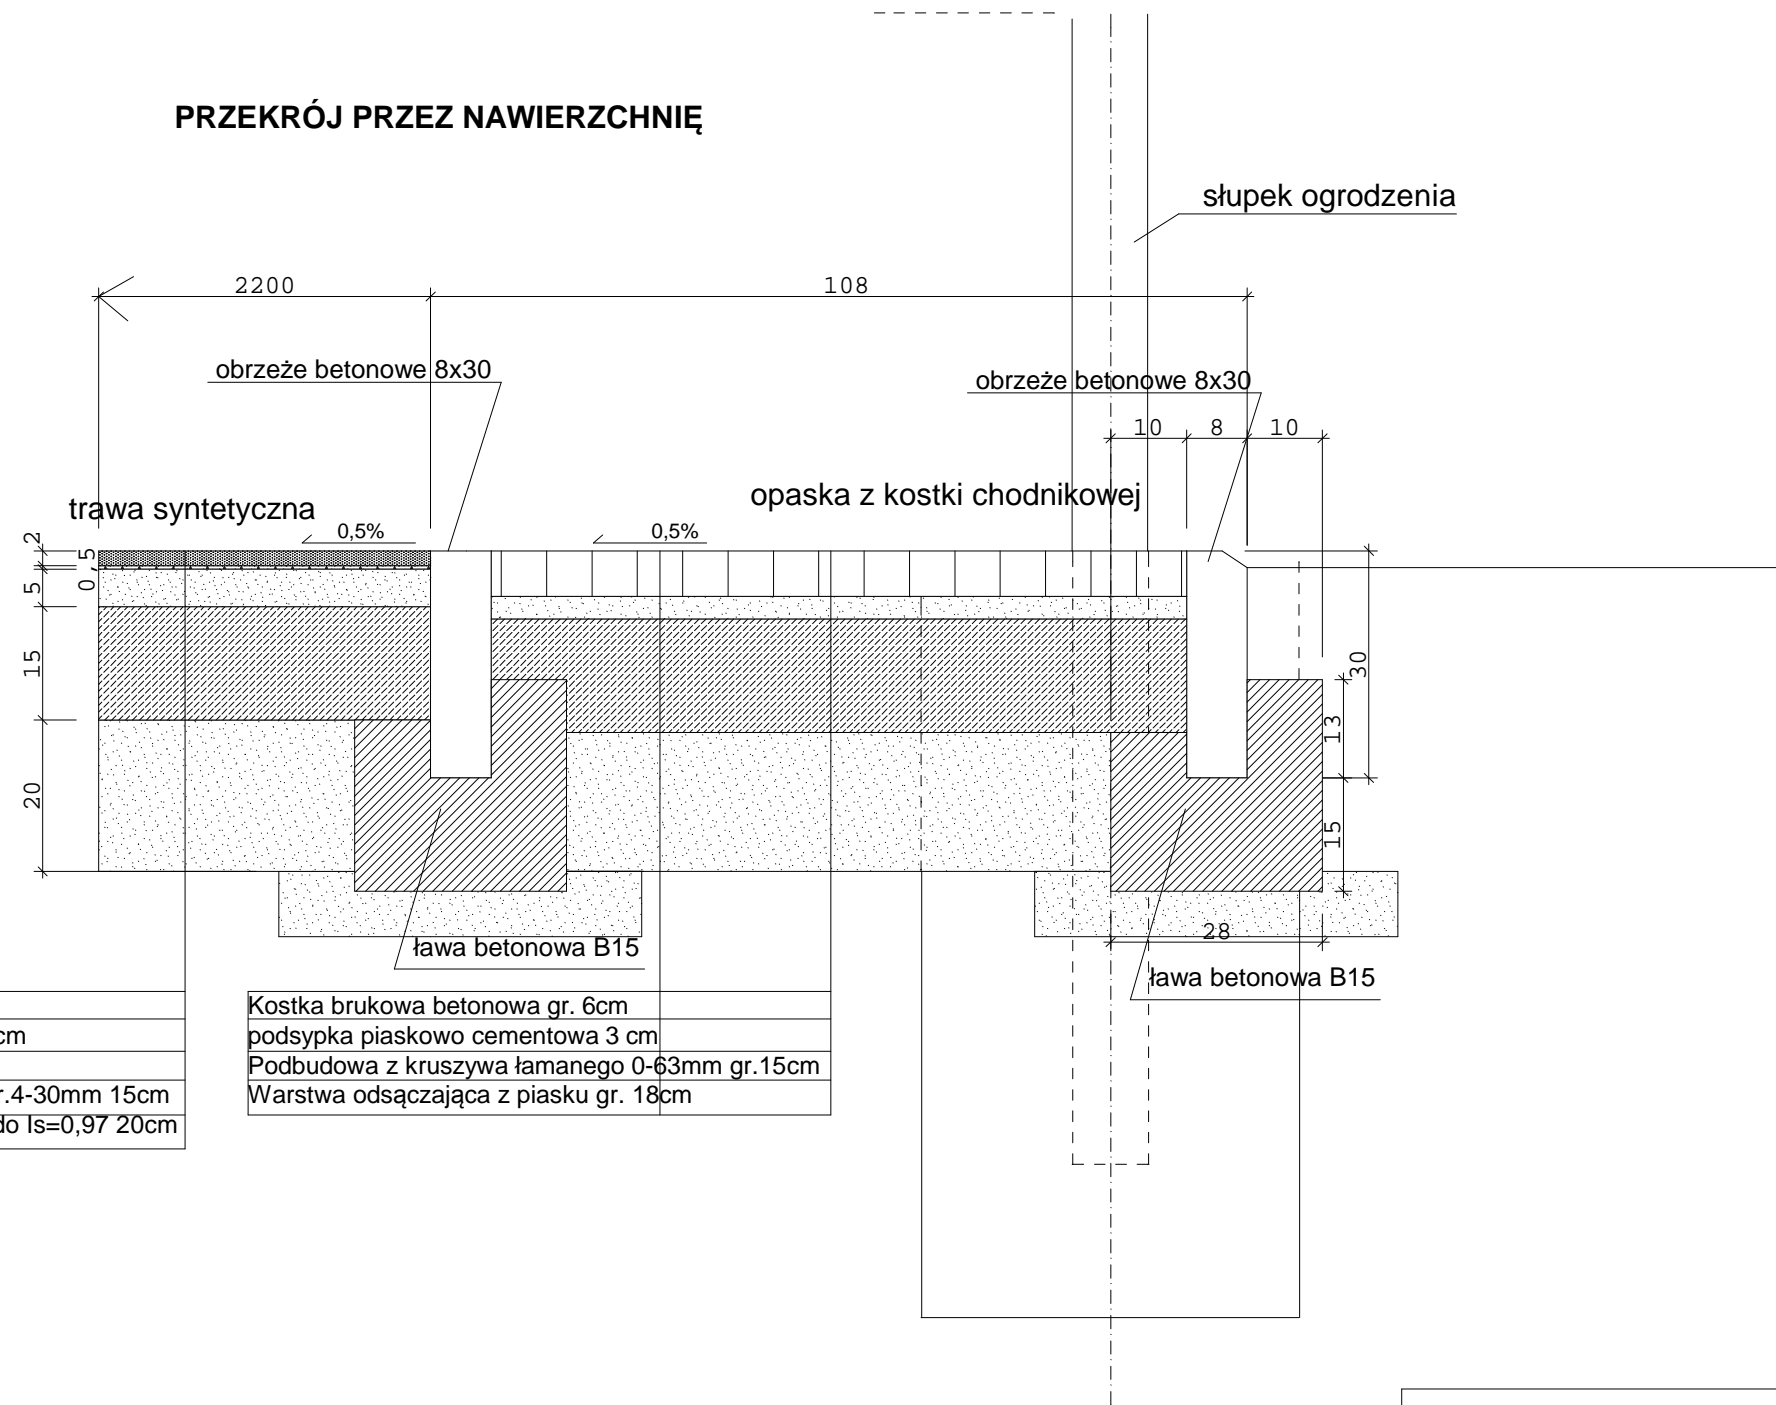 PRZEKRÓJ PRZEZ NAWIERZCHNIĘ
słupek ogrodzenia
2200
108
obrzeże betonowe 8x30
obrzeże betonowe 8x30
10
8
10
trawa syntetyczna
opaska z kostki chodnikowej
0,5%
0,5%
2
0,5
5
15
20
30
13
15
28
ława betonowa B15
ława betonowa B15
cm
r.4-30mm 15cm
do Is=0,97 20cm
Kostka brukowa betonowa gr. 6cm
podsypka piaskowo cementowa 3 cm
Podbudowa z kruszywa łamanego 0-63mm gr.15cm
Warstwa odsączająca z piasku gr. 18cm